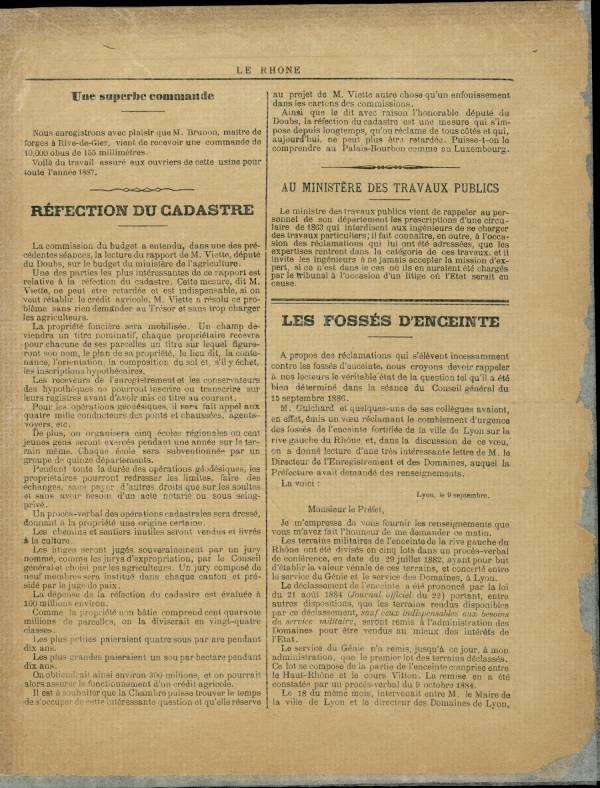 LE RHONE
Une superbe commande
Nous enregistrons avec plaisir que M. Brunon, maitre de
forges à Rive-de-Gier, vient de recevoir une commande de
10,000 obus de 155 millimètres.
Voilà du travail assuré aux ouvriers de cette usine pour
toute l'année 1887.
RÉFECTION DU CADASTRE
La commission du budget a entendu, dans une des pré-
cédentes séances, la lecture du rapport de M. Viette, député
du Doubs, sur le budget du ministère de l'agriculture.
Une des parties les plus intéressantes de ce rapport est
relative à la réfection du cadastre. Cette mesure, dit M.
Viette, ne peut être retardée et est indispensable, si on
veut rétablir le crédit agricole. M. Viette a résolu ce pro-
blème sans rien demander au Trésor et sans trop charger
les agriculteurs.
La propriété foncière sera mobilisée. Un champ de-
viendra un titre nominatif, chaque propriétaire recevra
pour chacune de ses parcelles un titre sur lequel figure-
ront son nom, le plan de sa propriété, le lieu dit, la conte-
nance, l'orientation, la composition du sol et, s'il y échet,
les inscriptions hypothécaires.
Les receveurs de l'enregistrement et les conservateurs
des hypothèques ne pourront inscrire ou transcrire sur
leurs registres avant d'avoir mis ce titre au courant.
Pour les opérations géodésiques, il sera fait appel aux
quatre mille conducteurs des ponts et chaussées, agents-
voyers, etc.
De plus, on organisera cinq écoles régionales où cent
jeunes gens seront exercés pendant une année sur le ter-
rain même. Chaque école sera subventionnée par un
groupe de quinze départements.
Pendant toute la durée des opérations géodésiques, les
propriétaires pourront redresser les limites, faire des
échanges, sans payer d'autres droits que sur les soultes
et sans avoir besoin d'un acte notarié ou sous seing-
privé.
Un procès-verbal des opérations cadastrales sera dressé,
donnant à la propriété une origine certaine.
Les chemins et sentiers inutiles seront vendus et livrés
à la culture.
Les litiges seront jugés souverainement par un jury
nommé, comme les jurys d'expropriation, par le Conseil
général et choisi par les agriculteurs. Un jury composé de
neuf membres sera institué dans chaque canton et pré-
sidé par le juge de paix.
La dépense de la réfection du cadastre est évaluée à
100 millions environ.
Comme la propriété non bâtie comprend cent quarante
millions de parcelles, on la diviserait en vingt-quatre
classes.
Les plus petites paieraient quatre sous par are pendant
dix ans.
Les plus grandes paieraient un sou par hectare pendant
dix ans.
On obtiendrait ainsi environ 300 millions, et on pourrait
alors assurer le fonctionnement d'un crédit agricole.
Il est à souhaiter que la Chambre puisse trouver le temps
de s'occuper de cette intéressante question et qu'elle réserve
au projet de M. Viette autre chose qu'un enfouissement
dans les cartons des commissions.
Ainsi que le dit avec raison l'honorable député du
Doubs, la réfection du cadastre est une mesure qui s'im-
pose depuis longtemps, qu'on réclame de tous côtés et qui,
aujourd'hui, ne peut plus être retardée. Puisse-t-on le
comprendre au Palais-Bourbon comme au Luxembourg.
AU MINISTÈRE DES TRAVAUX PUBLICS
Le ministre des travaux publics vient de rappeler au per-
sonnel de son département les prescriptions d'une circu-
laire de 1863 qui interdisent aux ingénieurs de se charger
des travaux particuliers; il fait connaître, en outre, à l'occa-
sion des réclamations qui lui ont été adressées, que les
expertises rentrent dans la catégorie de ces travaux, et il
invite les ingénieurs à ne jamais accepter la mission d'ex-
pert, si ce n'est dans le cas où ils en auraient été chargés
par le tribunal à l'occasion d'un litige où l'Etat serait en
cause.
LES FOSSÉS D'ENCEINTE
A propos des réclamations qui s'élèvent incessamment
contre les fossés d'enceinte, nous croyons devoir rappeler
à nos lecteurs le véritable état de la question tel qu'il a été
bien déterminé dans la séance du Conseil général du
15 septembre 1886.
M. Guichard et quelques-uns de ses collègues avaient,
en effet, émis un vœu réclamant le comblement d'urgence
des fossés de l'enceinte fortifiée de la ville de Lyon sur la
rive gauche du Rhône et, dans la discussion de ce vœu,
on a donné lecture d'une très intéressante lettre de M. le
Directeur de l'Enregistrement et des Domaines, auquel la
Préfecture avait demandé des renseignements.
La voici :
Lyon, le 9 septembre.
Monsieur le Préfet,
Je m'empresse de vous fournir les renseignements que
vous m'avez fait l'honneur de me demander ce matin.
Les terrains militaires de l'enceinte de la rive gauche du
Rhône ont été divisés en cinq lots dans un procès-verbal
de conférence, en date du 29 juillet 1882, ayant pour but
d'établir la valeur vénale de ces terrains, et concerté entre
le service du Génie et le service des Domaines, à Lyon.
Le déclassement de l'enceinte a été prononcé par la loi
du 21 août 1884 (Journal officiel du 22) portant, entre
autres dispositions, que les terrains rendus disponibles
par ce déclassement, sauf ceux indispensables aux besoins
du service militaire, seront remis à l'administration des
Domaines pour être vendus au mieux des intérêts de
l'Etat.
Le service du Génie n'a remis, jusqu'à ce jour, à mon
administration, que le premier lot des terrains déclassés.
Ce lot se compose de la partie de l'enceinte comprise entre
le Haut-Rhône et le cours Vitton. La remise en a été
constatée par un procès-verbal du 9 octobre 1884.
Le 18 du même mois, intervenait entre M. le Maire de
la ville de Lyon et le directeur des Domaines de Lyon,